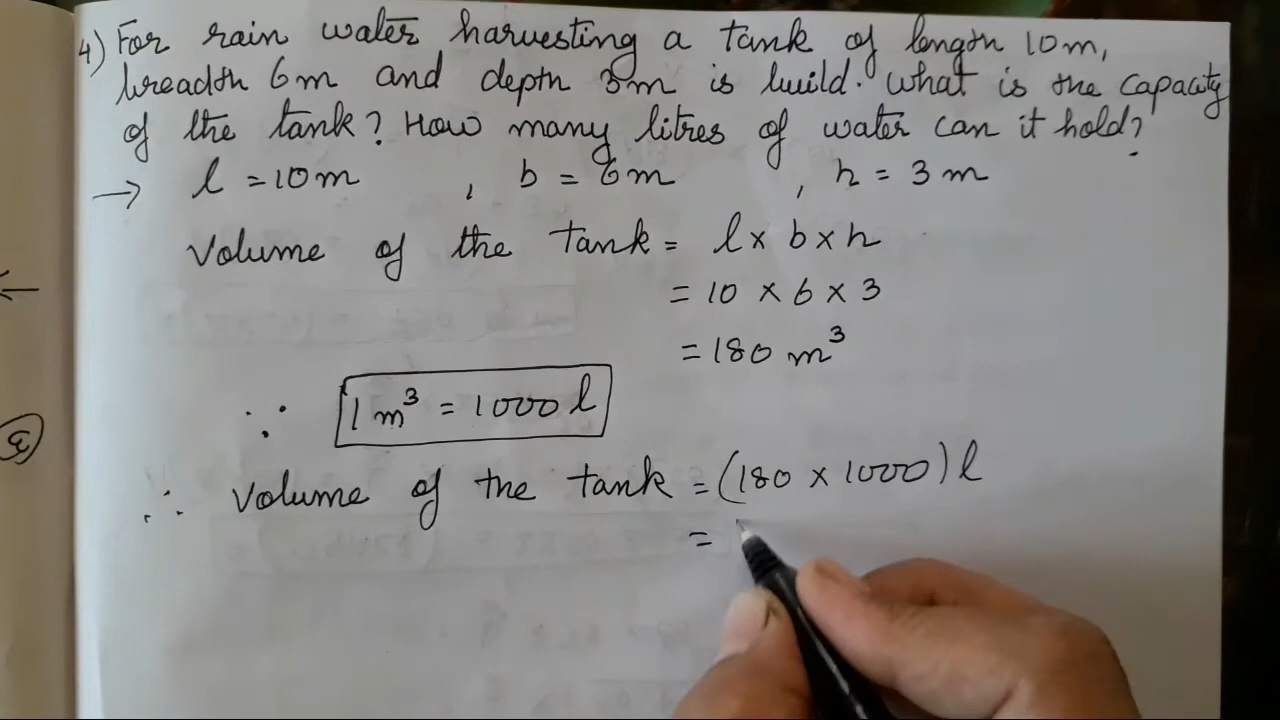 4) For rain water harvesting a tank of length 10m,
breadth 6m and depth 3m is build. What is the capacity
of the tank? How many litres of water can it hold?
→ l = 10m , b = 6m , h = 3 m
Volume of the tank = l × b × h
= 10 × 6 × 3
= 180 m³
∵ 1 m³ = 1000 l
∴ Volume of the tank = (180 × 1000) l
=
3